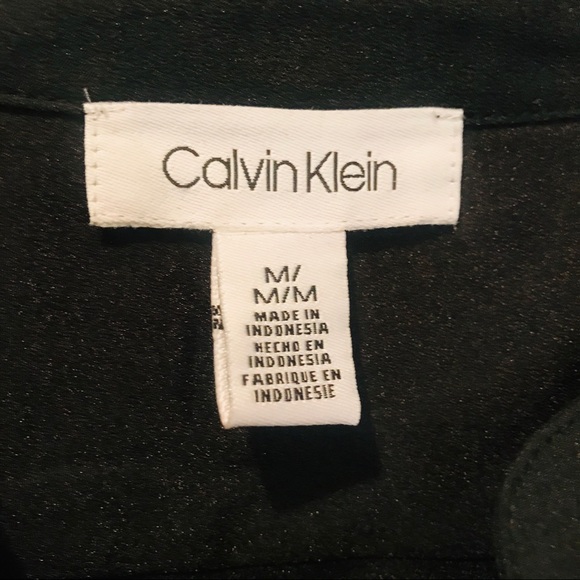 Calvin Klein
M/
M/M
MADE IN
INDONESIA
HECHO EN
INDONESIA
FABRIQUE EN
INDONESIE